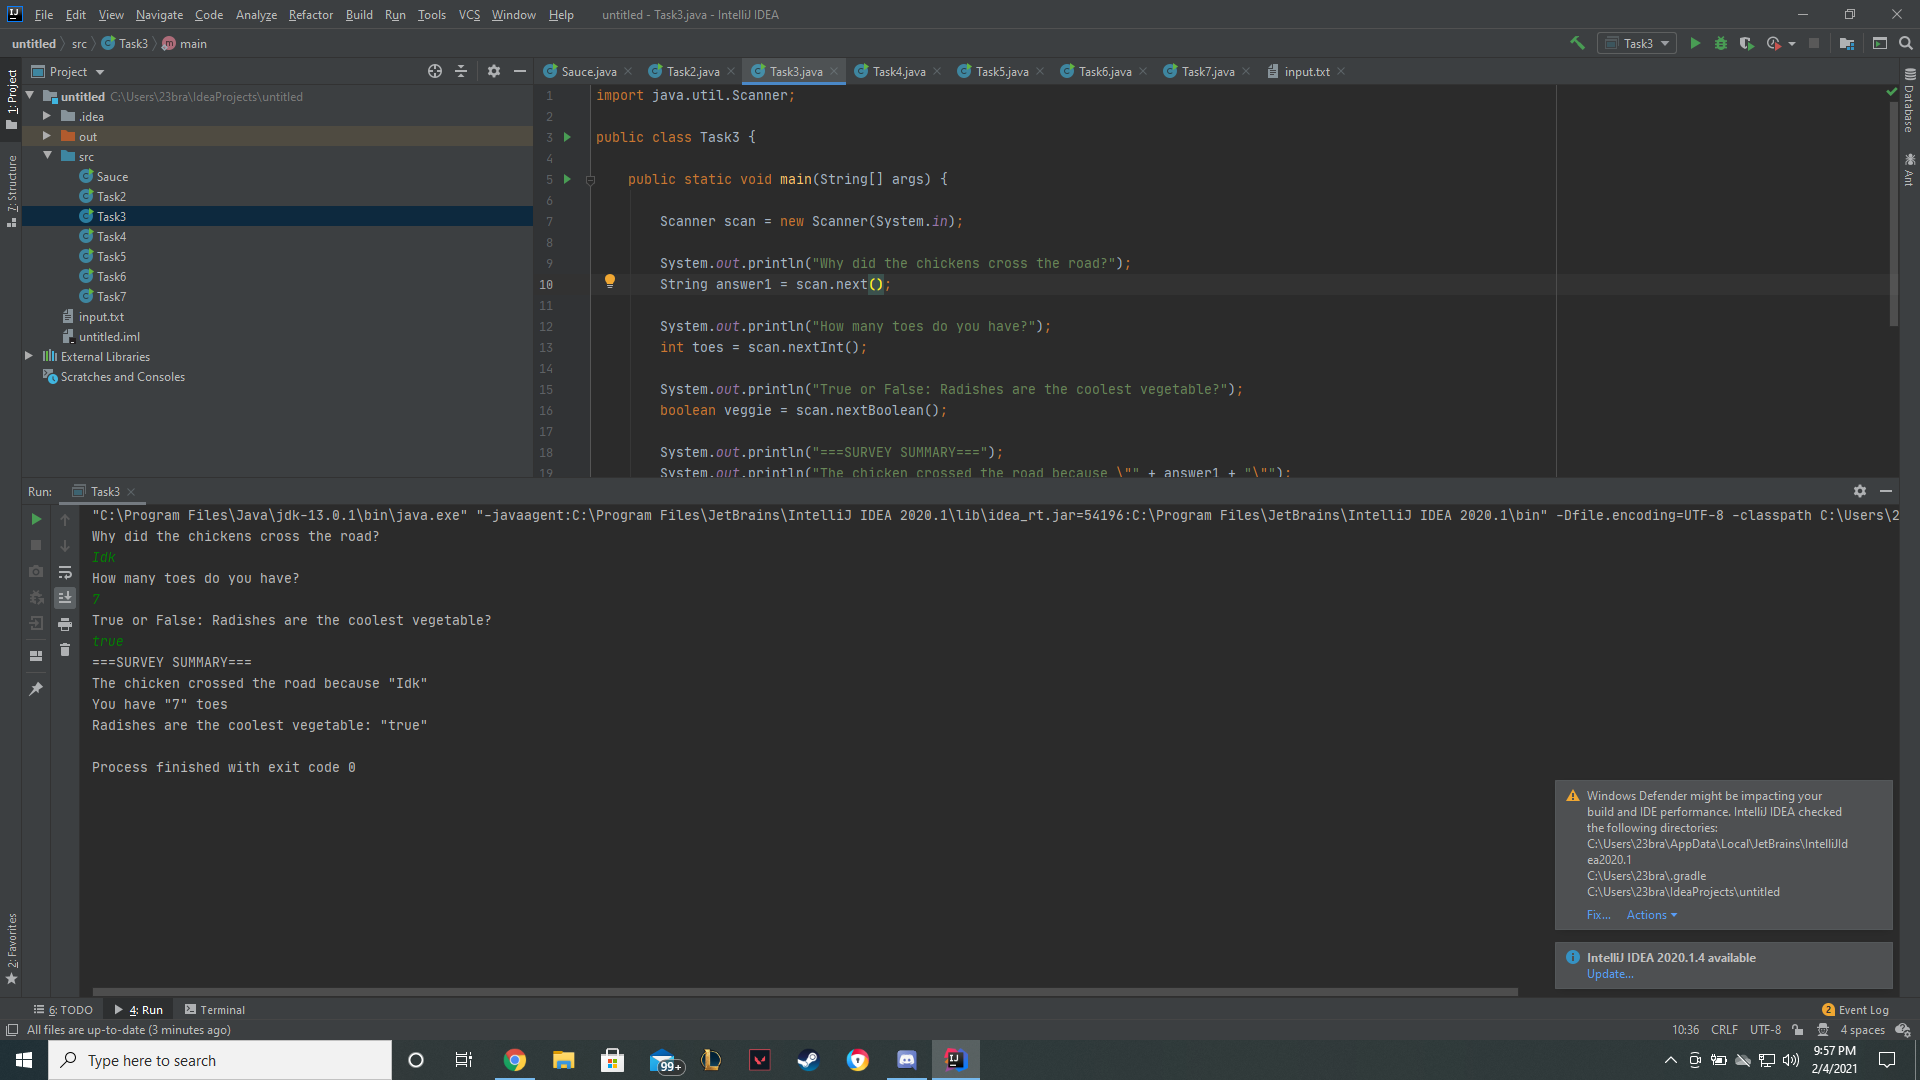 File Edit View Navigate Code Analyze Refactor Build Run Tools VCS Window Help untitled - Task3.java - IntelliJ IDEA
untitled src Task3 main Task3
Project Sauce.java Task2.java Task3.java Task4.java Task5.java Task6.java Task7.java input.txt
1: Project
7: Structure
2: Favorites
Database
Ant
untitled C:\Users\23bra\IdeaProjects\untitled
.idea
out
src
Sauce
Task2
Task3
Task4
Task5
Task6
Task7
input.txt
untitled.iml
External Libraries
Scratches and Consoles
1 import java.util.Scanner;
2
3 public class Task3 {
4
5 public static void main(String[] args) {
6
7 Scanner scan = new Scanner(System.in);
8
9 System.out.println("Why did the chickens cross the road?");
10 String answer1 = scan.next();
11
12 System.out.println("How many toes do you have?");
13 int toes = scan.nextInt();
14
15 System.out.println("True or False: Radishes are the coolest vegetable?");
16 boolean veggie = scan.nextBoolean();
17
18 System.out.println("===SURVEY SUMMARY===");
19 System.out.println("The chicken crossed the road because \"" + answer1 + "\"");
Run: Task3
"C:\Program Files\Java\jdk-13.0.1\bin\java.exe" "-javaagent:C:\Program Files\JetBrains\IntelliJ IDEA 2020.1\lib\idea_rt.jar=54196:C:\Program Files\JetBrains\IntelliJ IDEA 2020.1\bin" -Dfile.encoding=UTF-8 -classpath C:\Users\2
Why did the chickens cross the road?
Idk
How many toes do you have?
7
True or False: Radishes are the coolest vegetable?
true
===SURVEY SUMMARY===
The chicken crossed the road because "Idk"
You have "7" toes
Radishes are the coolest vegetable: "true"
Process finished with exit code 0
Windows Defender might be impacting your
build and IDE performance. IntelliJ IDEA checked
the following directories:
C:\Users\23bra\AppData\Local\JetBrains\IntelliJId
ea2020.1
C:\Users\23bra\.gradle
C:\Users\23bra\IdeaProjects\untitled
Fix... Actions
IntelliJ IDEA 2020.1.4 available
Update...
6: TODO 4: Run Terminal 2 Event Log
All files are up-to-date (3 minutes ago) 10:36 CRLF UTF-8 4 spaces
Type here to search 99+ 9:57 PM
2/4/2021